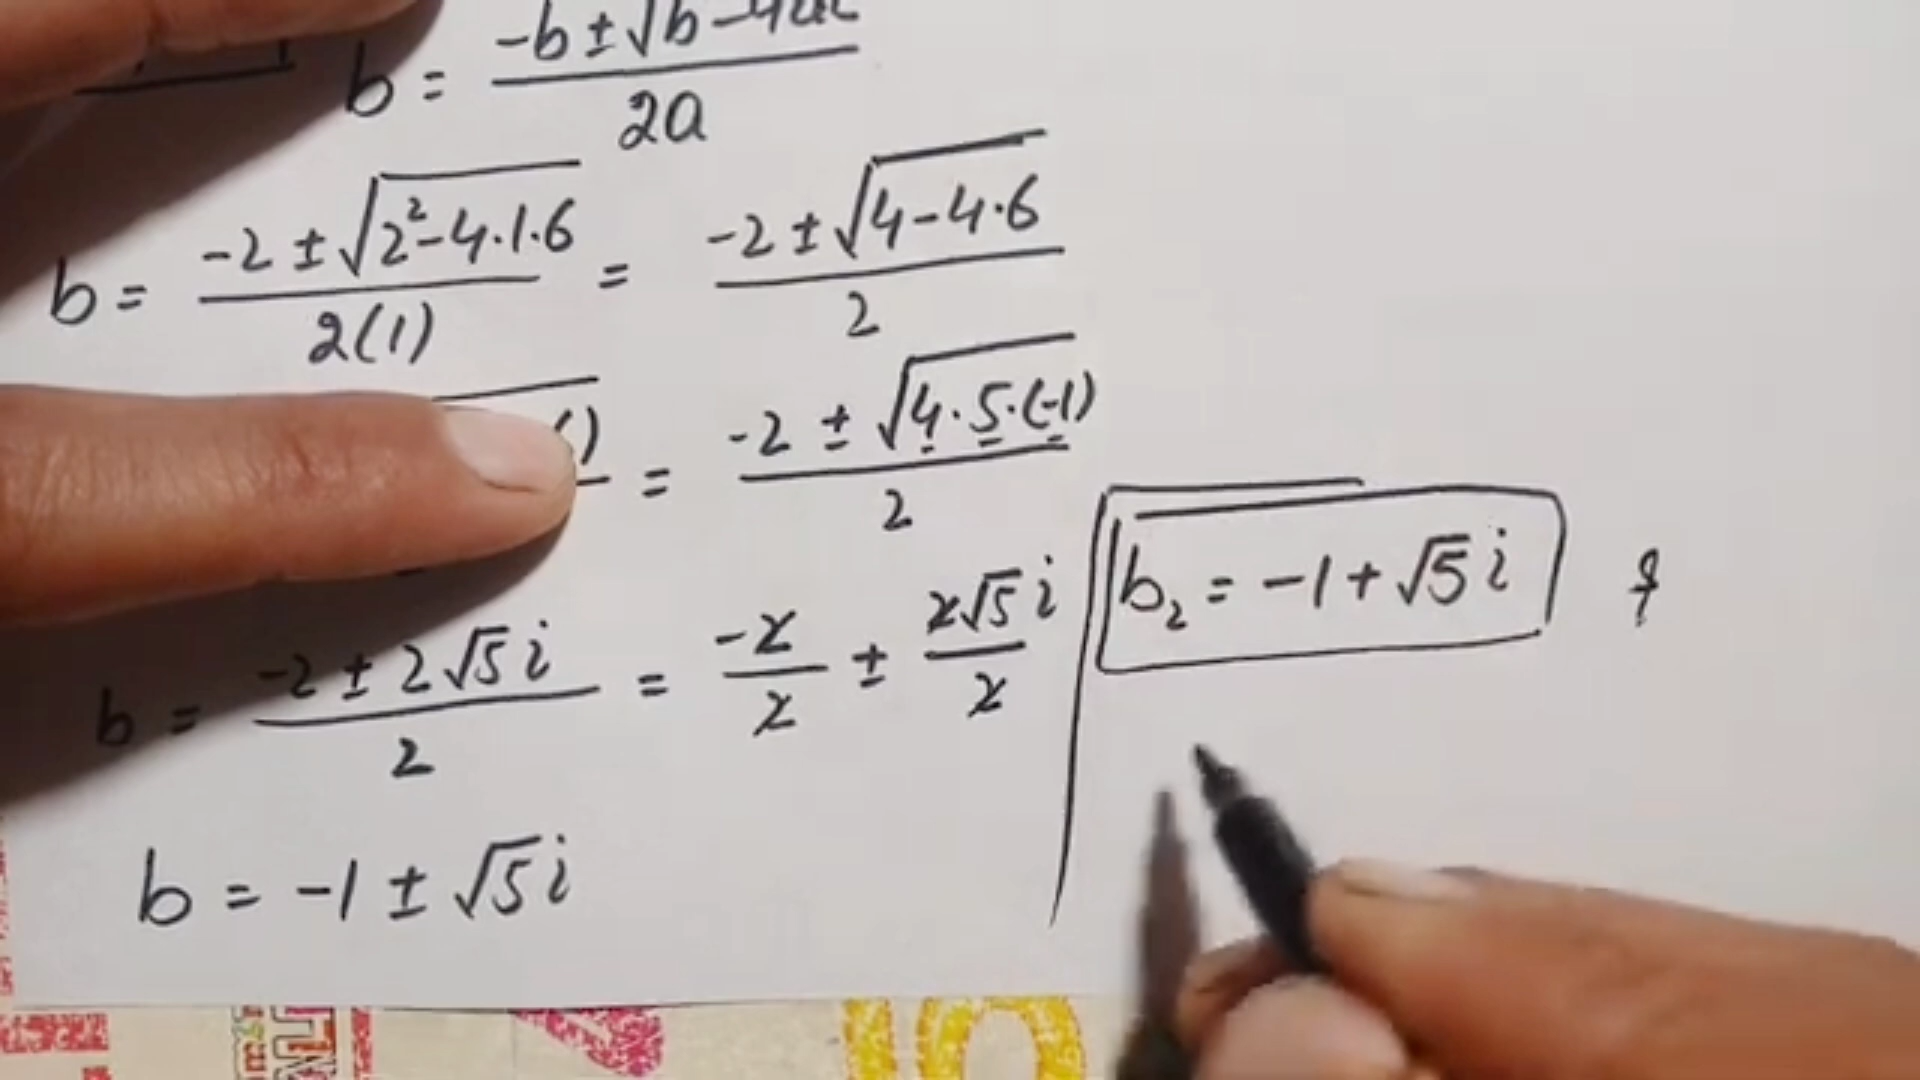 b = -b ± √b - 4ac / 2a
b = -2 ± √2² - 4·1·6 / 2(1) = -2 ± √4 - 4·6 / 2
) = -2 ± √4·5·(-1) / 2
b = -2 ± 2√5 i / 2 = -2/2 ± 2√5 i / 2
b₂ = -1 + √5 i &
b = -1 ± √5 i